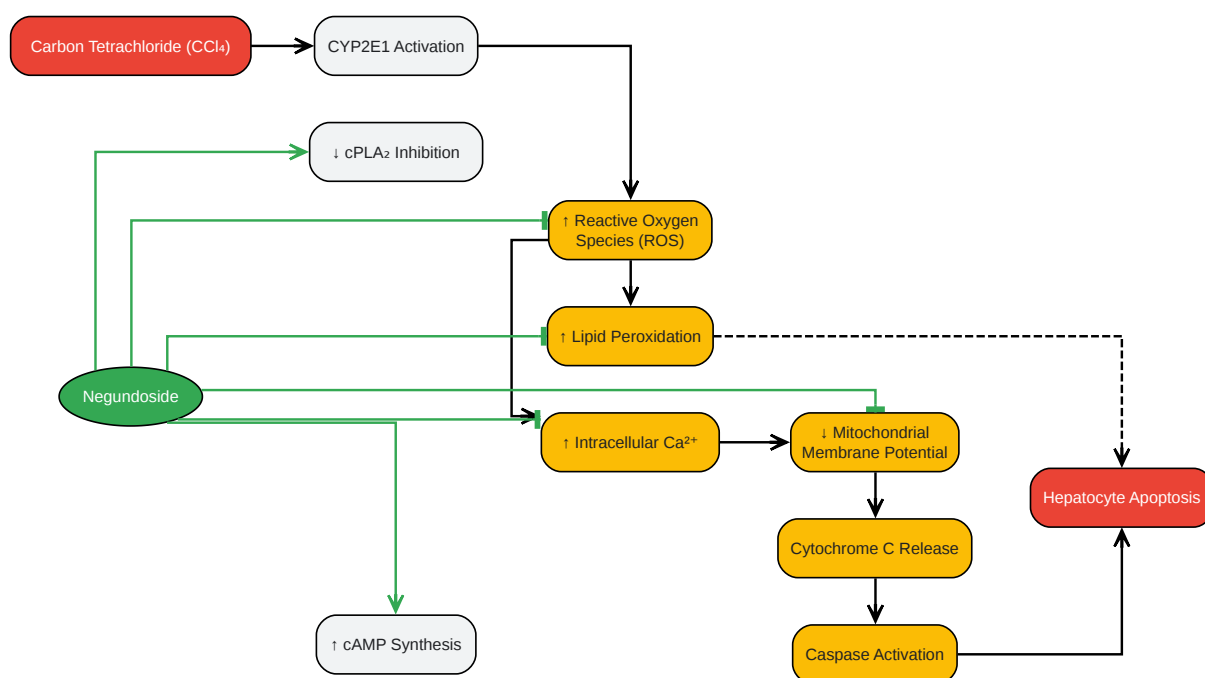 Carbon Tetrachloride (CCl₄)
CYP2E1 Activation
↓ cPLA₂ Inhibition
↑ Reactive Oxygen
Species (ROS)
↑ Lipid Peroxidation
Negundoside
↑ Intracellular Ca²⁺
↓ Mitochondrial
Membrane Potential
Hepatocyte Apoptosis
Cytochrome C Release
↑ cAMP Synthesis
Caspase Activation